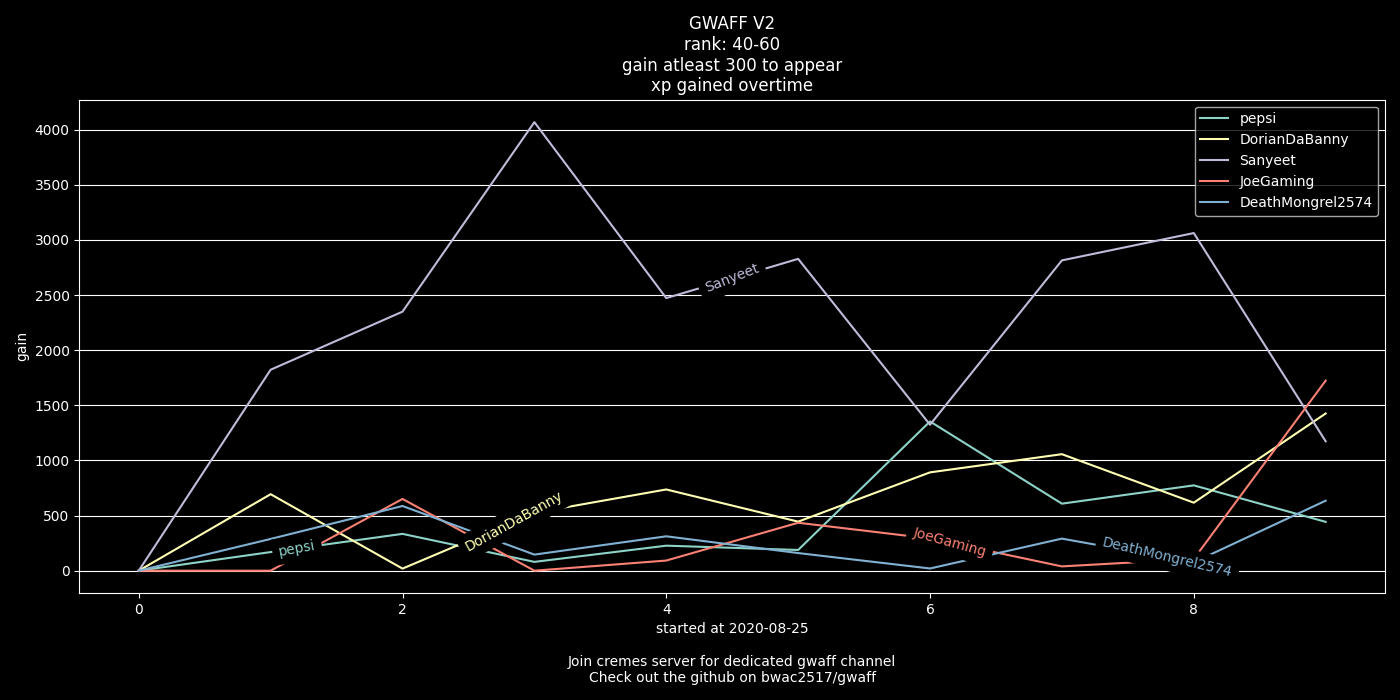 GWAFF V2
rank: 40-60
gain atleast 300 to appear
xp gained overtime
pepsi
DorianDaBanny
Sanyeet
JoeGaming
DeathMongrel2574
4000
3500
3000
2500
2000
1500
1000
500
0
gain
Sanyeet
DorianDaBanny
pepsi
JoeGaming
DeathMongrel2574
0 2 4 6 8
started at 2020-08-25
Join cremes server for dedicated gwaff channel
Check out the github on bwac2517/gwaff